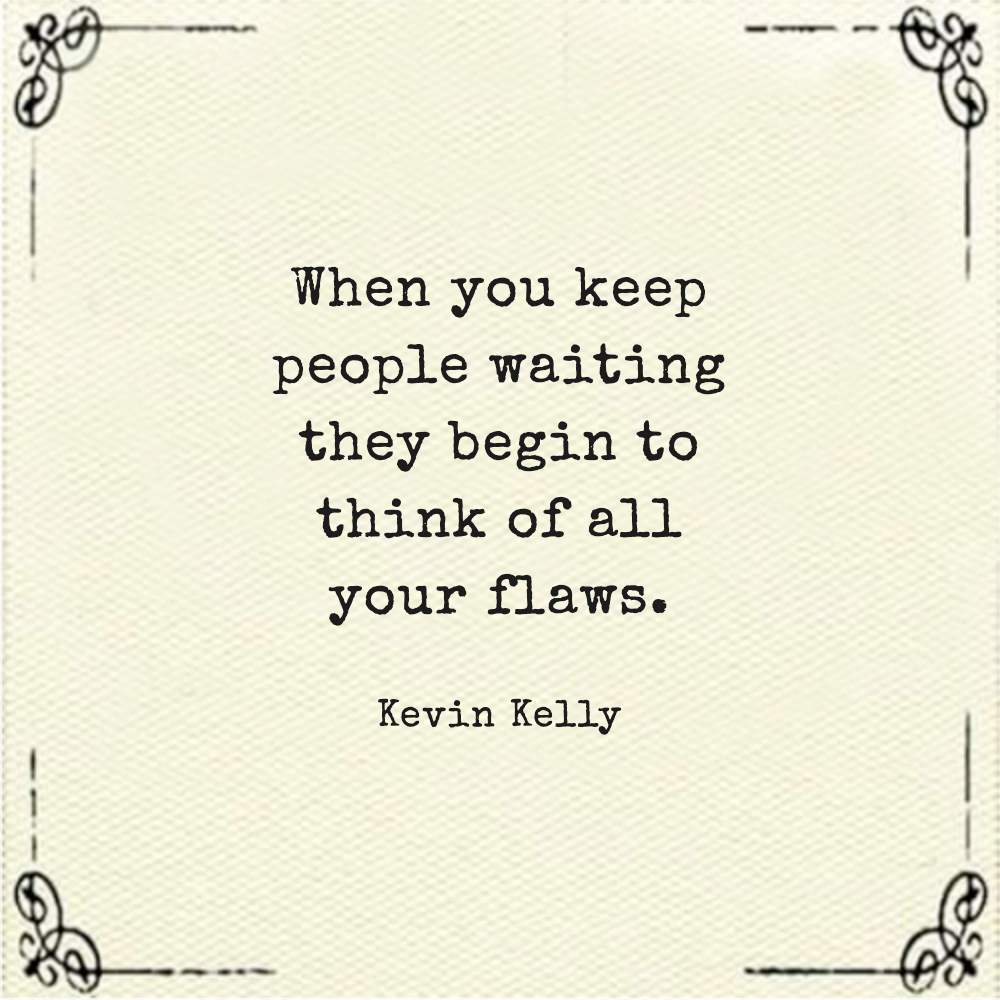 When you keep
people waiting
they begin to
think of all
your flaws.
Kevin Kelly